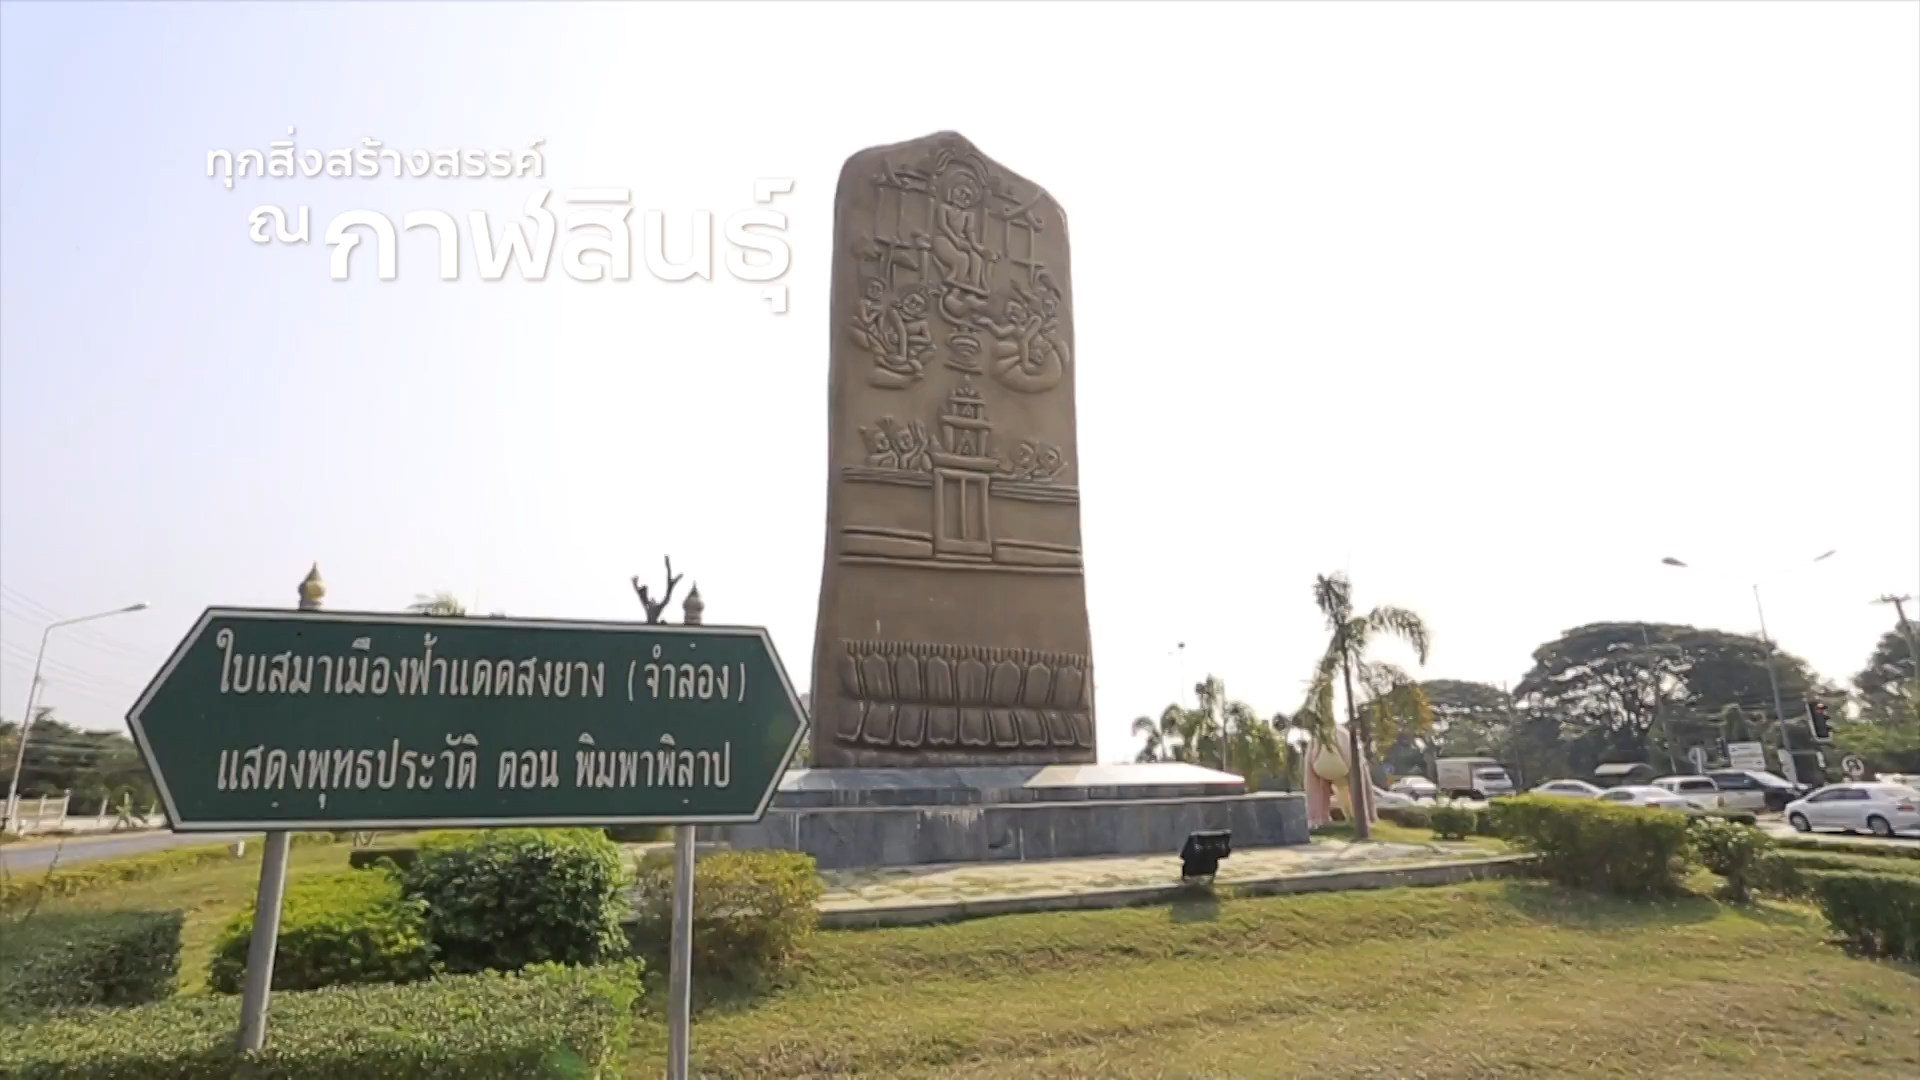 ทุกสิ่งสร้างสรรค์
ณ กาฬสินธุ์
ใบเสมาเมืองฟ้าแดดสงยาง (จำลอง)
แสดงพุทธประวัติ ตอน พิมพาพิลาป